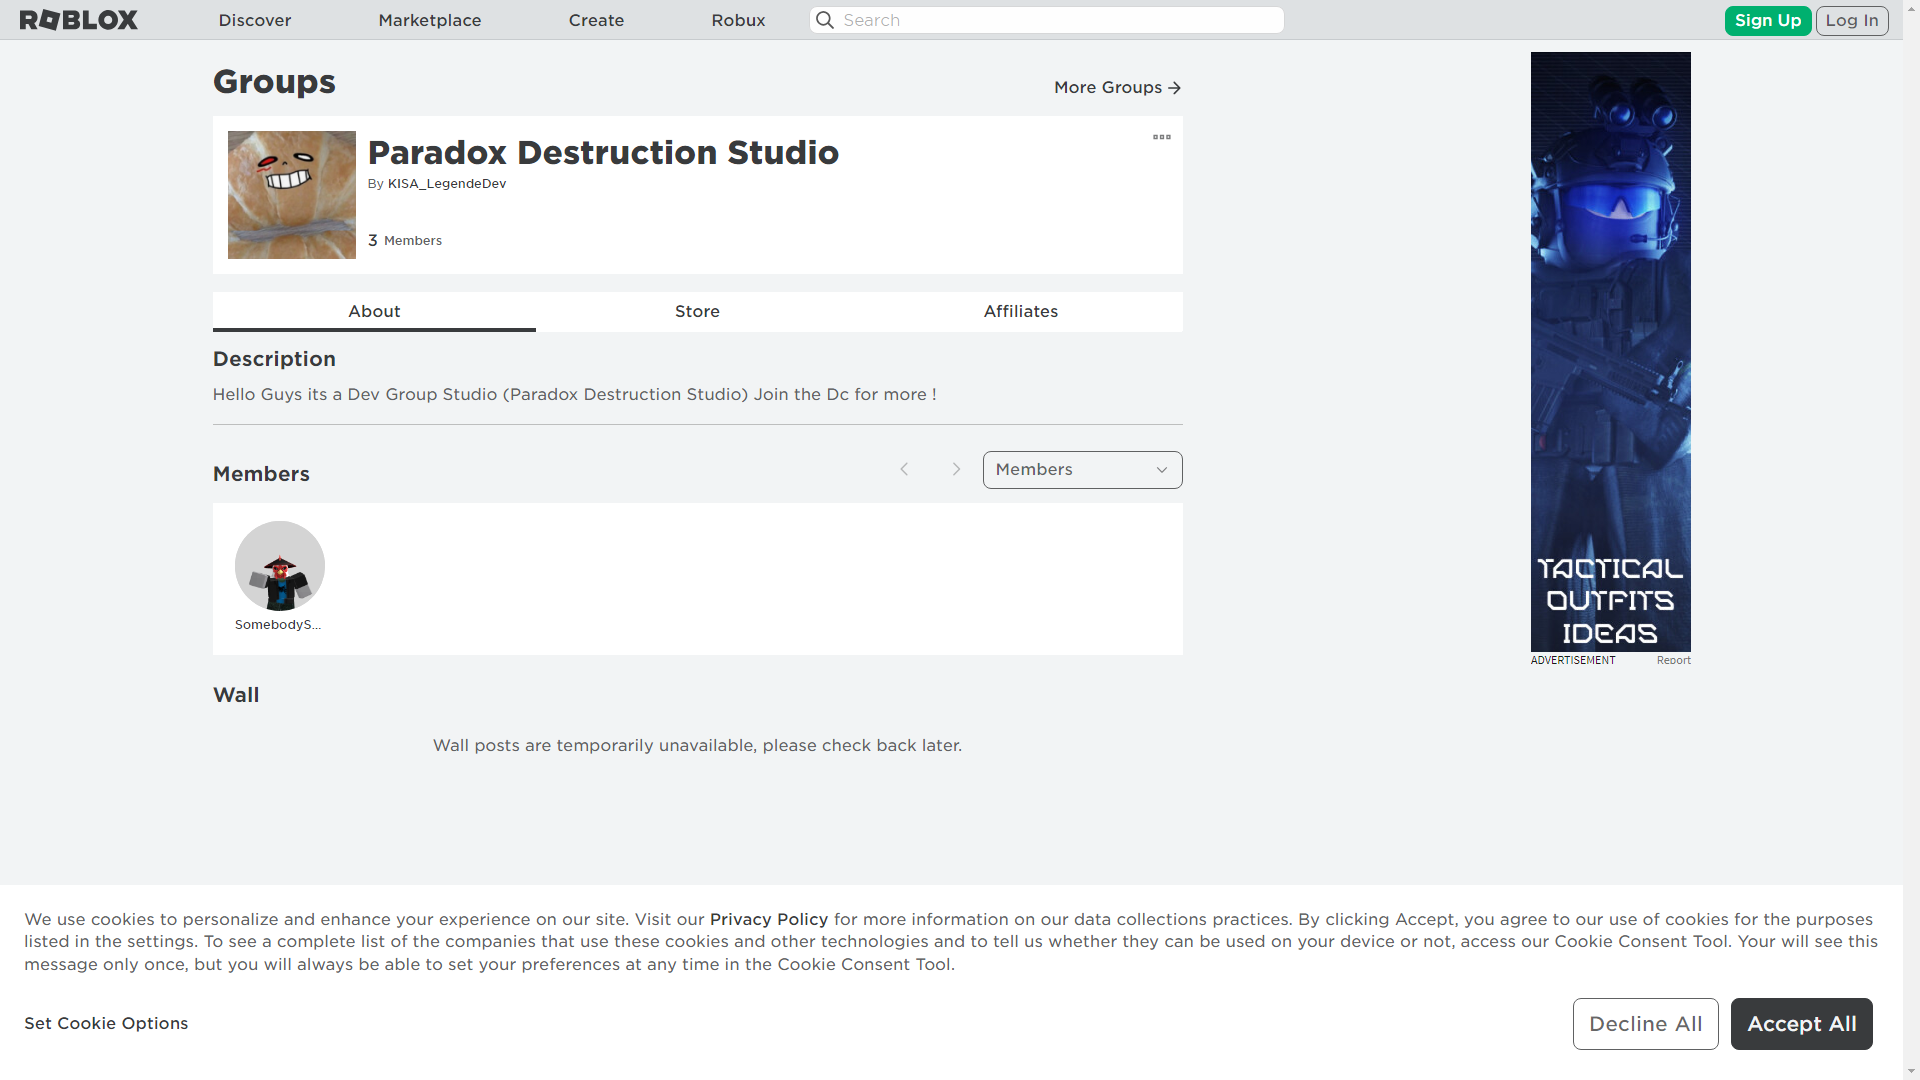 ROBLOX
Discover
Marketplace
Create
Robux
Search
Sign Up
Log In
Groups
More Groups
Paradox Destruction Studio
By KISA_LegendeDev
3 Members
About
Store
Affiliates
Description
Hello Guys its a Dev Group Studio (Paradox Destruction Studio) Join the Dc for more !
Members
Members
SomebodyS...
Wall
Wall posts are temporarily unavailable, please check back later.
TACTICAL
OUTFITS
IDEAS
ADVERTISEMENT
Report
We use cookies to personalize and enhance your experience on our site. Visit our Privacy Policy for more information on our data collections practices. By clicking Accept, you agree to our use of cookies for the purposes
listed in the settings. To see a complete list of the companies that use these cookies and other technologies and to tell us whether they can be used on your device or not, access our Cookie Consent Tool. Your will see this
message only once, but you will always be able to set your preferences at any time in the Cookie Consent Tool.
Set Cookie Options
Decline All
Accept All